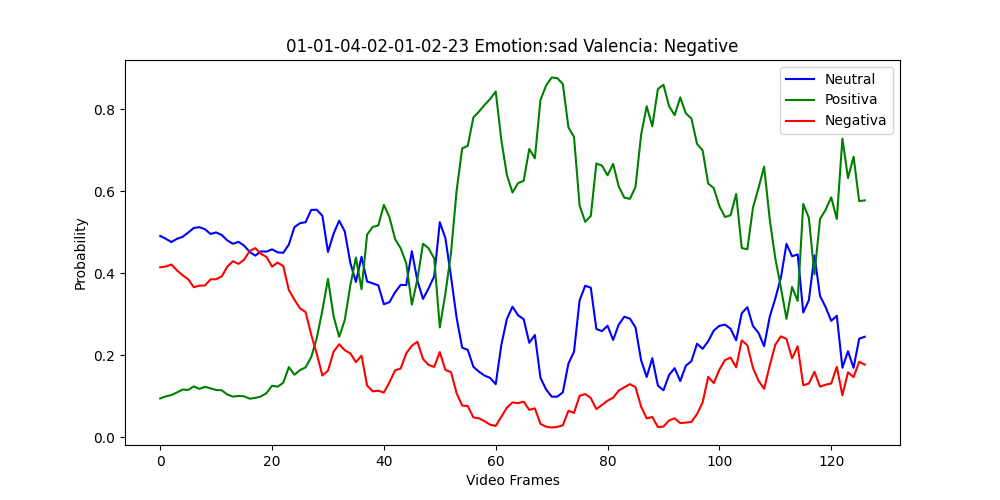 01-01-04-02-01-02-23 Emotion:sad Valencia: Negative
Neutral
Positiva
Negativa
Probability
0.8
0.6
0.4
0.2
0.0
0 20 40 60 80 100 120
Video Frames